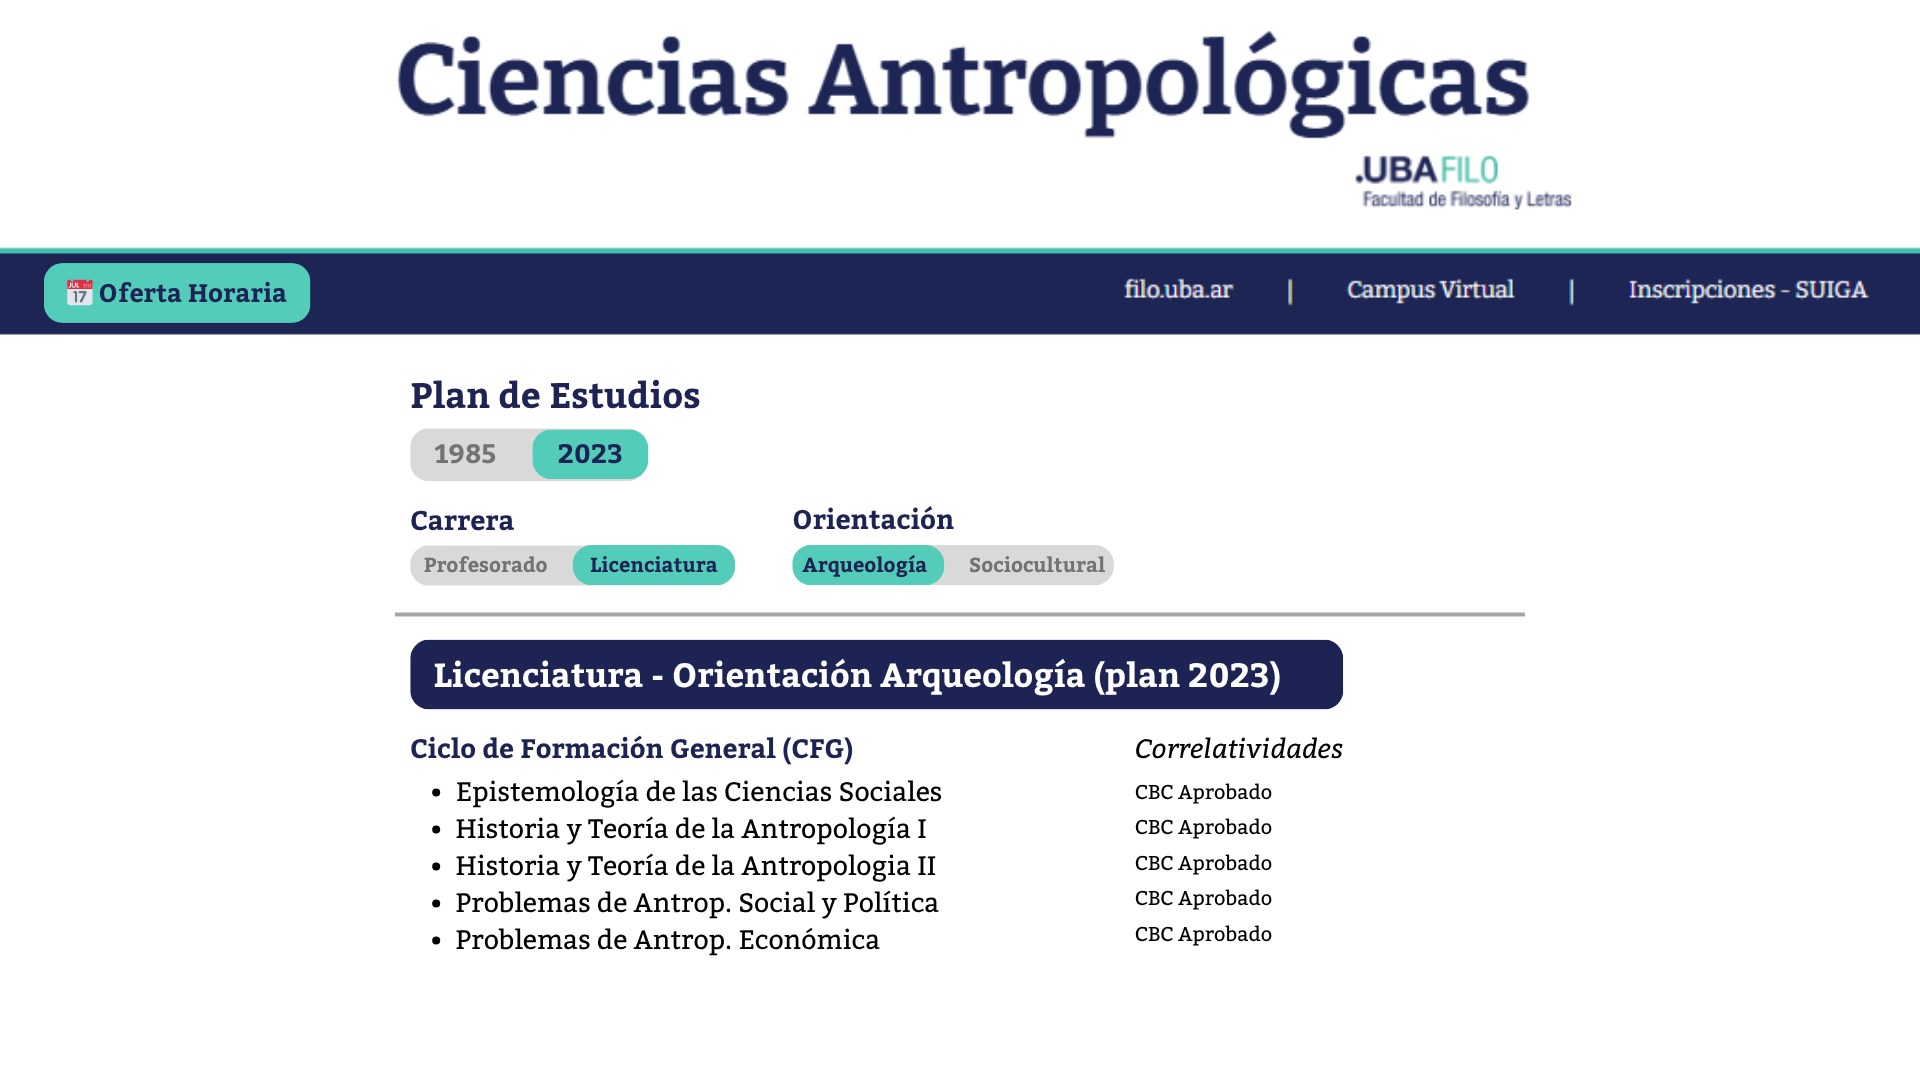 Ciencias Antropológicas
.UBAFILO
Facultad de Filosofía y Letras
JUL 17 Oferta Horaria
filo.uba.ar | Campus Virtual | Inscripciones - SUIGA
Plan de Estudios
1985 2023
Carrera Orientación
Profesorado Licenciatura Arqueología Sociocultural
Licenciatura - Orientación Arqueología (plan 2023)
Ciclo de Formación General (CFG) Correlatividades
• Epistemología de las Ciencias Sociales CBC Aprobado
• Historia y Teoría de la Antropología I CBC Aprobado
• Historia y Teoría de la Antropologia II CBC Aprobado
• Problemas de Antrop. Social y Política CBC Aprobado
• Problemas de Antrop. Económica CBC Aprobado